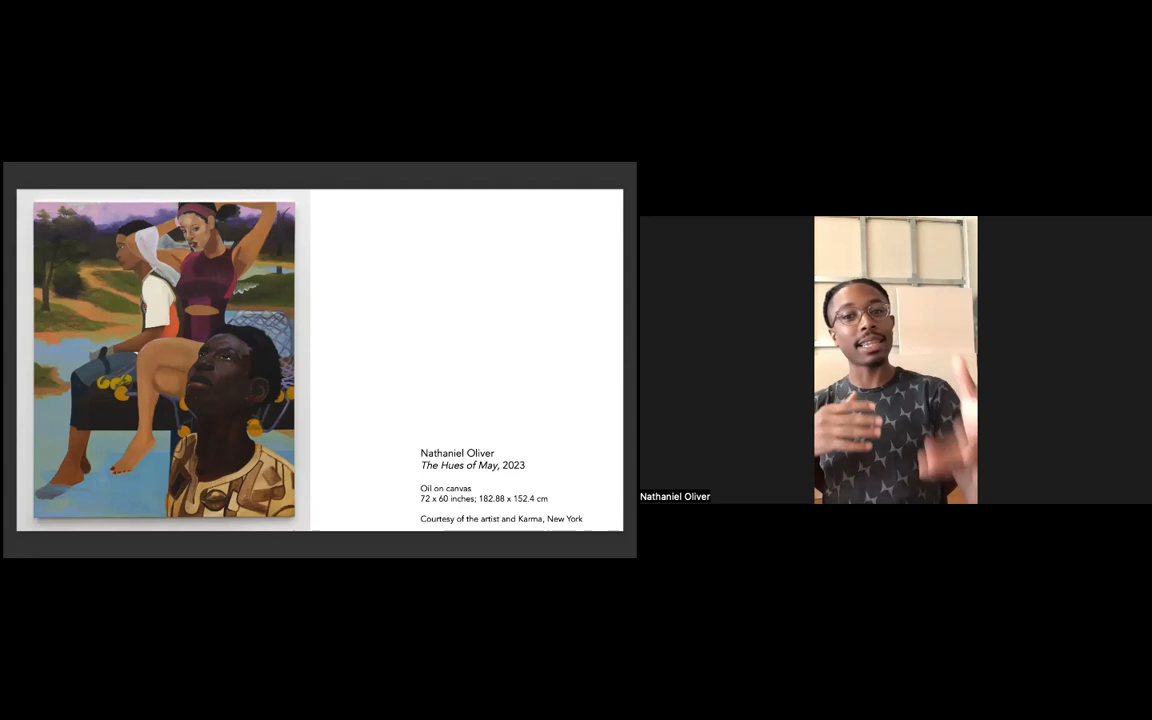 Nathaniel Oliver
The Hues of May, 2023
Oil on canvas
72 x 60 inches; 182.88 x 152.4 cm
Courtesy of the artist and Karma, New York
Nathaniel Oliver